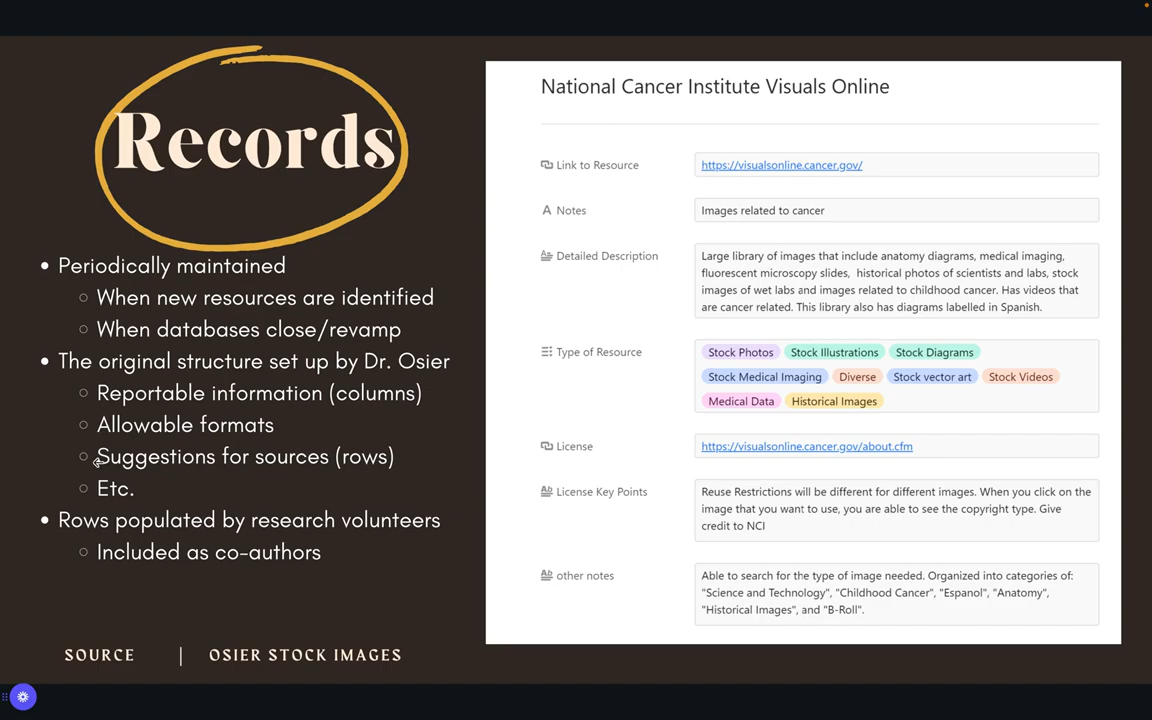 Records
• Periodically maintained
○ When new resources are identified
○ When databases close/revamp
• The original structure set up by Dr. Osier
○ Reportable information (columns)
○ Allowable formats
○ Suggestions for sources (rows)
○ Etc.
• Rows populated by research volunteers
○ Included as co-authors
SOURCE | OSIER STOCK IMAGES
National Cancer Institute Visuals Online
Link to Resource
https://visualsonline.cancer.gov/
Notes
Images related to cancer
Detailed Description
Large library of images that include anatomy diagrams, medical imaging,
fluorescent microscopy slides, historical photos of scientists and labs, stock
images of wet labs and images related to childhood cancer. Has videos that
are cancer related. This library also has diagrams labelled in Spanish.
Type of Resource
Stock Photos Stock Illustrations Stock Diagrams
Stock Medical Imaging Diverse Stock vector art Stock Videos
Medical Data Historical Images
License
https://visualsonline.cancer.gov/about.cfm
License Key Points
Reuse Restrictions will be different for different images. When you click on the
image that you want to use, you are able to see the copyright type. Give
credit to NCI
other notes
Able to search for the type of image needed. Organized into categories of:
"Science and Technology", "Childhood Cancer", "Espanol", "Anatomy",
"Historical Images", and "B-Roll".